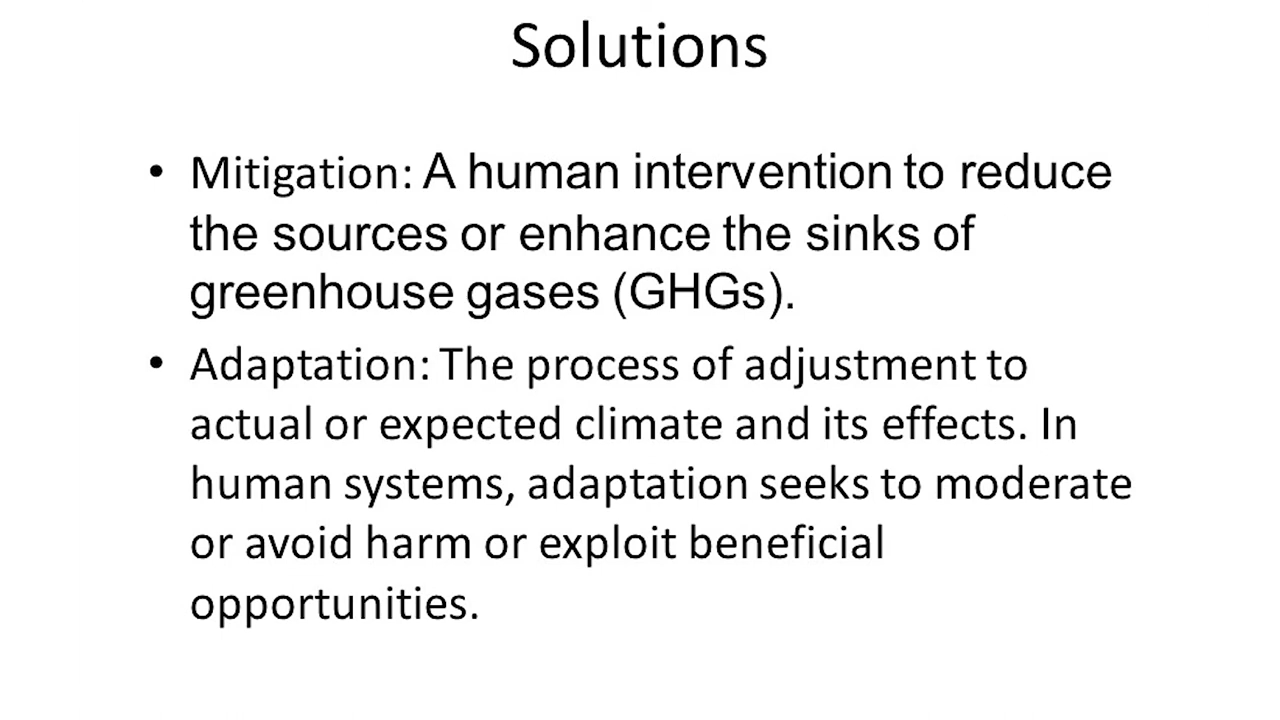 Solutions
• Mitigation: A human intervention to reduce
the sources or enhance the sinks of
greenhouse gases (GHGs).
• Adaptation: The process of adjustment to
actual or expected climate and its effects. In
human systems, adaptation seeks to moderate
or avoid harm or exploit beneficial
opportunities.